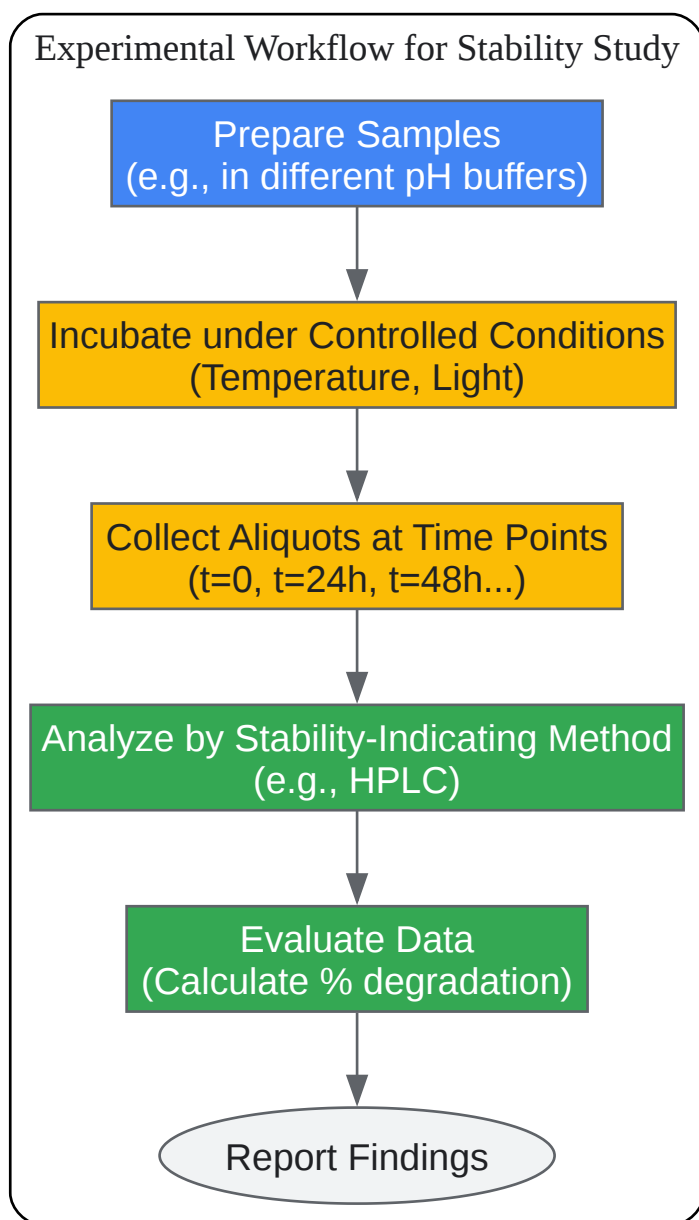 Experimental Workflow for Stability Study
Prepare Samples
(e.g., in different pH buffers)
Incubate under Controlled Conditions
(Temperature, Light)
Collect Aliquots at Time Points
(t=0, t=24h, t=48h...)
Analyze by Stability-Indicating Method
(e.g., HPLC)
Evaluate Data
(Calculate % degradation)
Report Findings